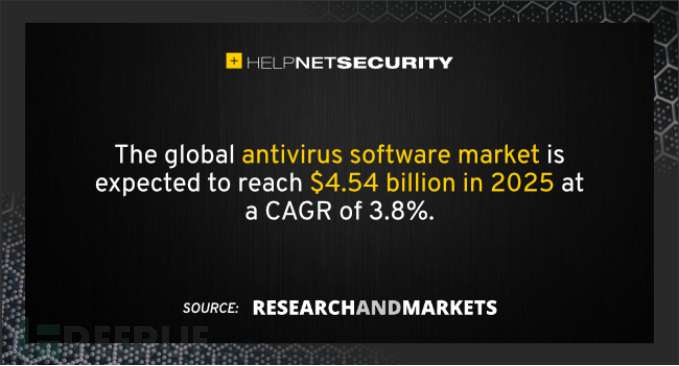 HELPNETSECURITY
The global antivirus software market is
expected to reach $4.54 billion in 2025 at
a CAGR of 3.8%.
SOURCE: RESEARCHANDMARKETS